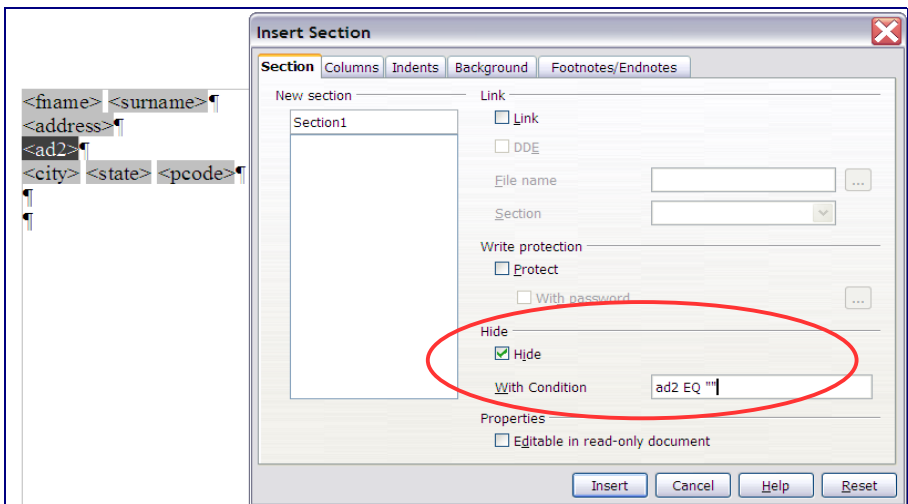 Insert Section
Section Columns Indents Background Footnotes/Endnotes
<fname> <surname>¶
<address>¶
<ad2>¶
<city> <state> <pcode>¶
¶
¶
New section
Section1
Link
Link
DDE
File name
...
Section
Write protection
Protect
With password
...
Hide
Hide
With Condition
ad2 EQ ""
Properties
Editable in read-only document
Insert Cancel Help Reset